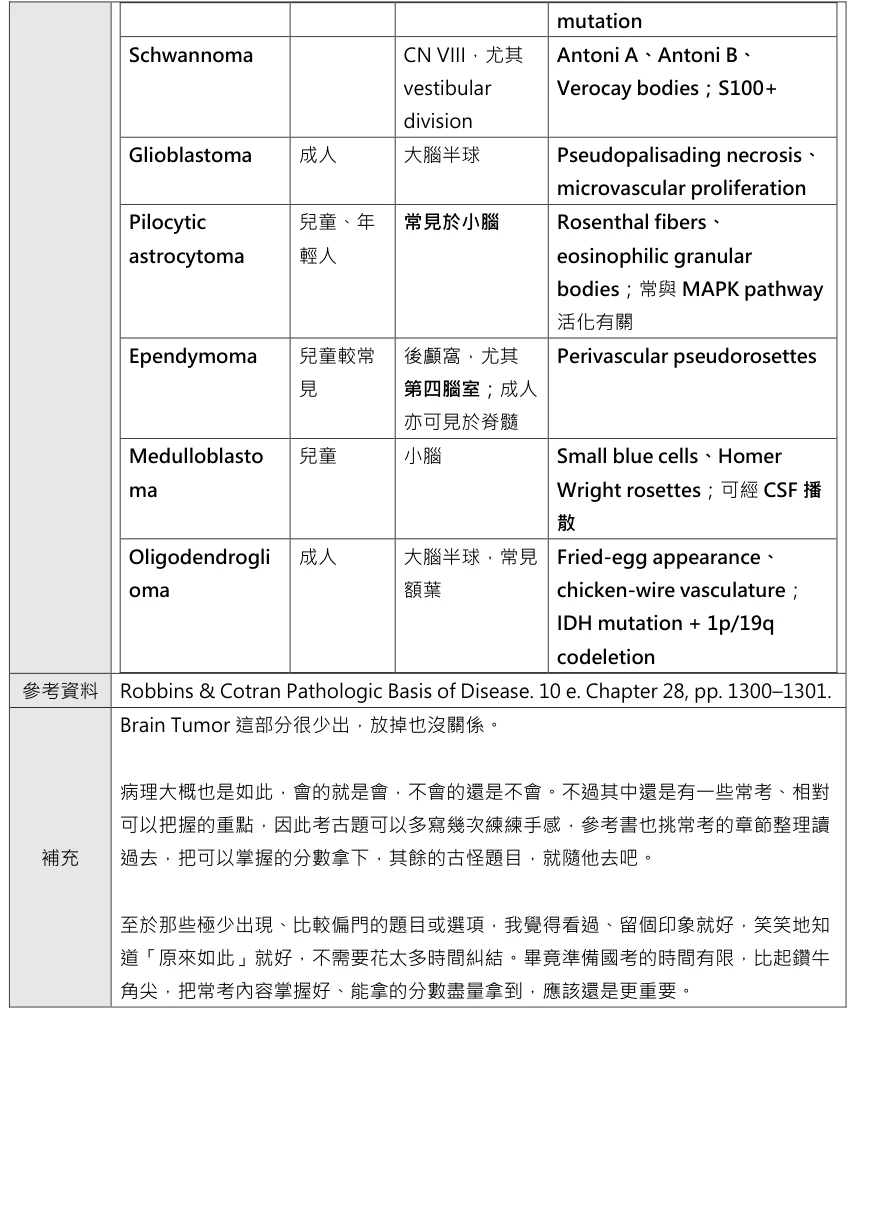 mutation
Schwannoma
CN VIII，尤其
vestibular
division
Antoni A、Antoni B、
Verocay bodies；S100+
Glioblastoma
成人
大腦半球
Pseudopalisading necrosis、
microvascular proliferation
Pilocytic
astrocytoma
兒童、年
輕人
常見於小腦
Rosenthal fibers、
eosinophilic granular
bodies；常與 MAPK pathway
活化有關
Ependymoma
兒童較常
見
後顱窩，尤其
第四腦室；成人
亦可見於脊髓
Perivascular pseudorosettes
Medulloblasto
ma
兒童
小腦
Small blue cells、Homer
Wright rosettes；可經 CSF 播
散
Oligodendrogli
oma
成人
大腦半球，常見
額葉
Fried-egg appearance、
chicken-wire vasculature；
IDH mutation + 1p/19q
codeletion
參考資料
Robbins & Cotran Pathologic Basis of Disease. 10 e. Chapter 28, pp. 1300–1301.
補充
Brain Tumor 這部分很少出，放掉也沒關係。
病理大概也是如此，會的就是會，不會的還是不會。不過其中還是有一些常考、相對
可以把握的重點，因此考古題可以多寫幾次練練手感，參考書也挑常考的章節整理讀
過去，把可以掌握的分數拿下，其餘的古怪題目，就隨他去吧。
至於那些極少出現、比較偏門的題目或選項，我覺得看過、留個印象就好，笑笑地知
道「原來如此」就好，不需要花太多時間糾結。畢竟準備國考的時間有限，比起鑽牛
角尖，把常考內容掌握好、能拿的分數盡量拿到，應該還是更重要。